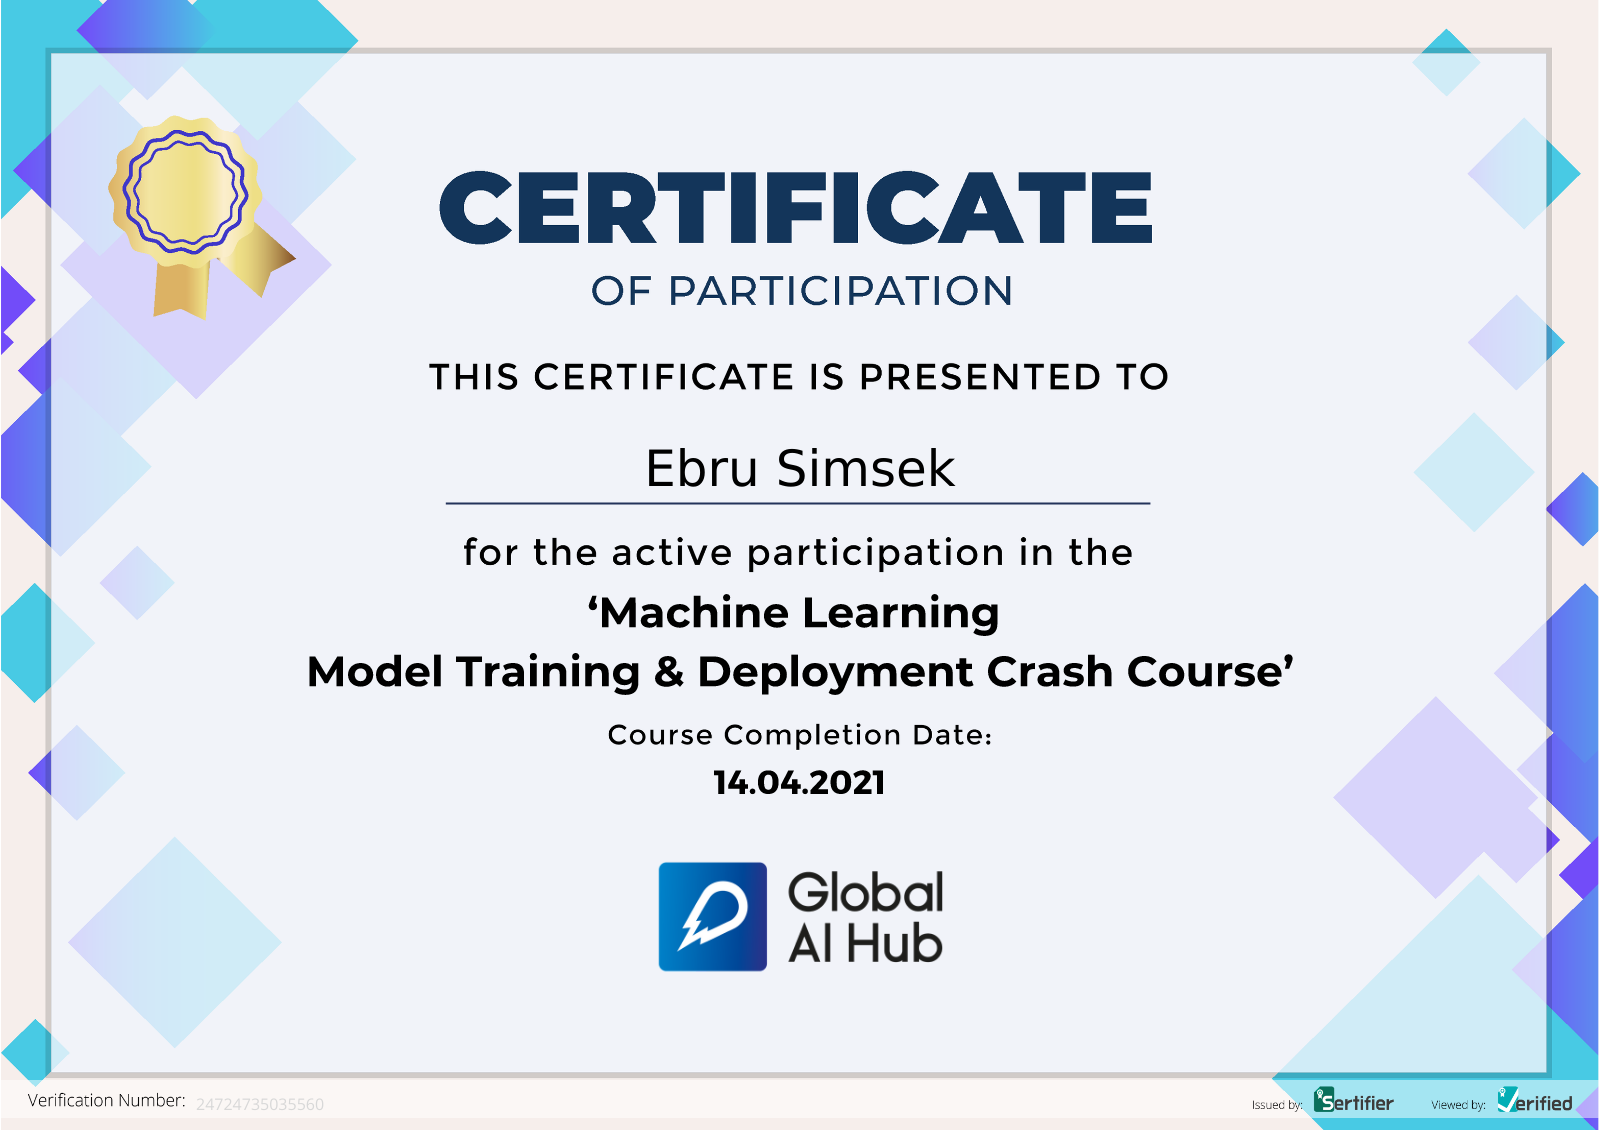 CERTIFICATE
OF PARTICIPATION
THIS CERTIFICATE IS PRESENTED TO
Ebru Simsek
for the active participation in the
‘Machine Learning
Model Training & Deployment Crash Course’
Course Completion Date:
14.04.2021
Global
AI Hub
Verification Number: 24724735035560
Issued by: Sertifier Viewed by: Verified